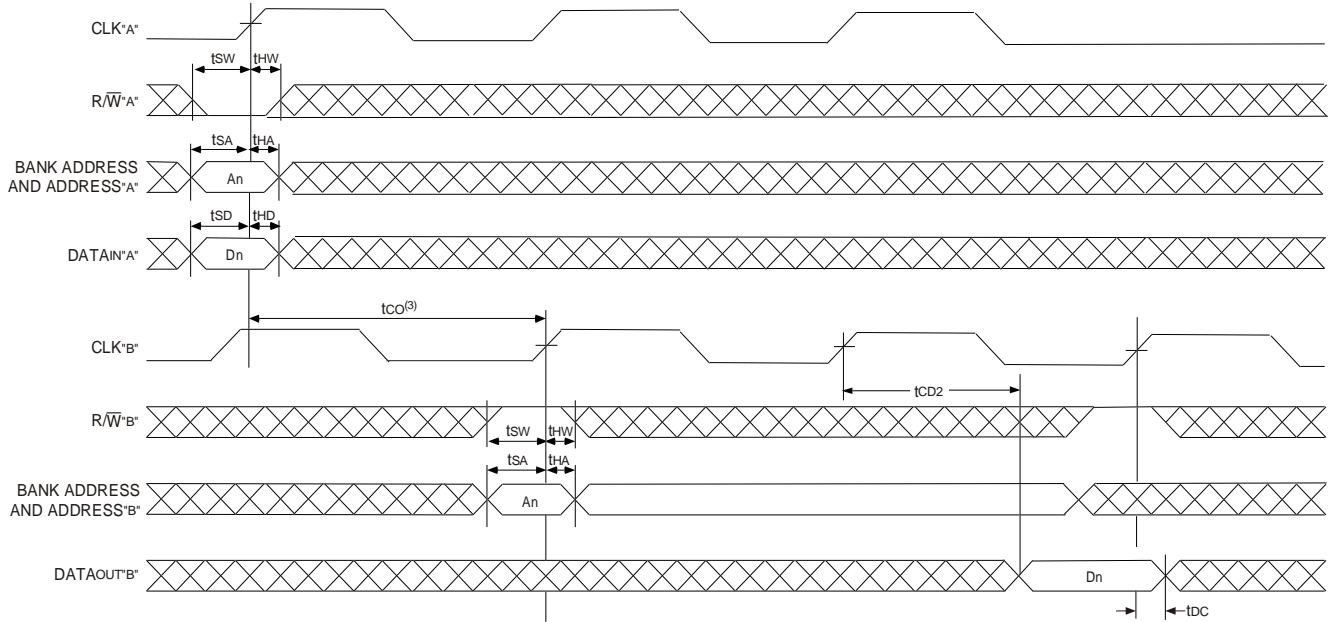 CLK"A"
tSW tHW
R/W̅"A"
tSA tHA
BANK ADDRESS
AND ADDRESS"A"
An
tSD tHD
DATAIN"A"
Dn
tCO(3)
CLK"B"
tCD2
R/W̅"B"
tSW tHW
tSA tHA
BANK ADDRESS
AND ADDRESS"B"
An
DATAOUT"B"
Dn
tDC